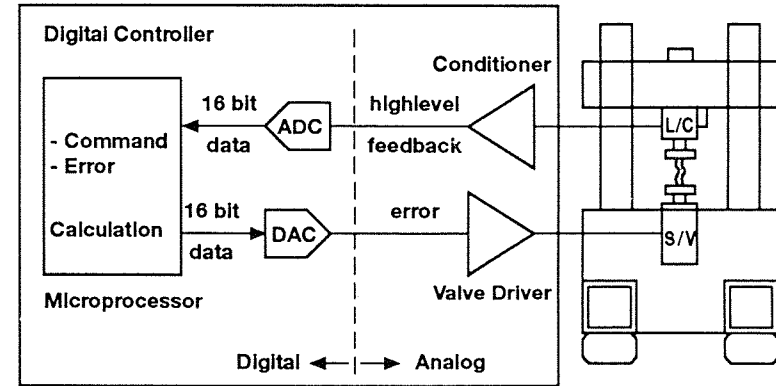 Digital Controller
Conditioner
16 bit
data
ADC
highlevel
feedback
L/C
- Command
- Error
Calculation
16 bit
data
DAC
error
S/V
Microprocessor
Valve Driver
Digital
Analog